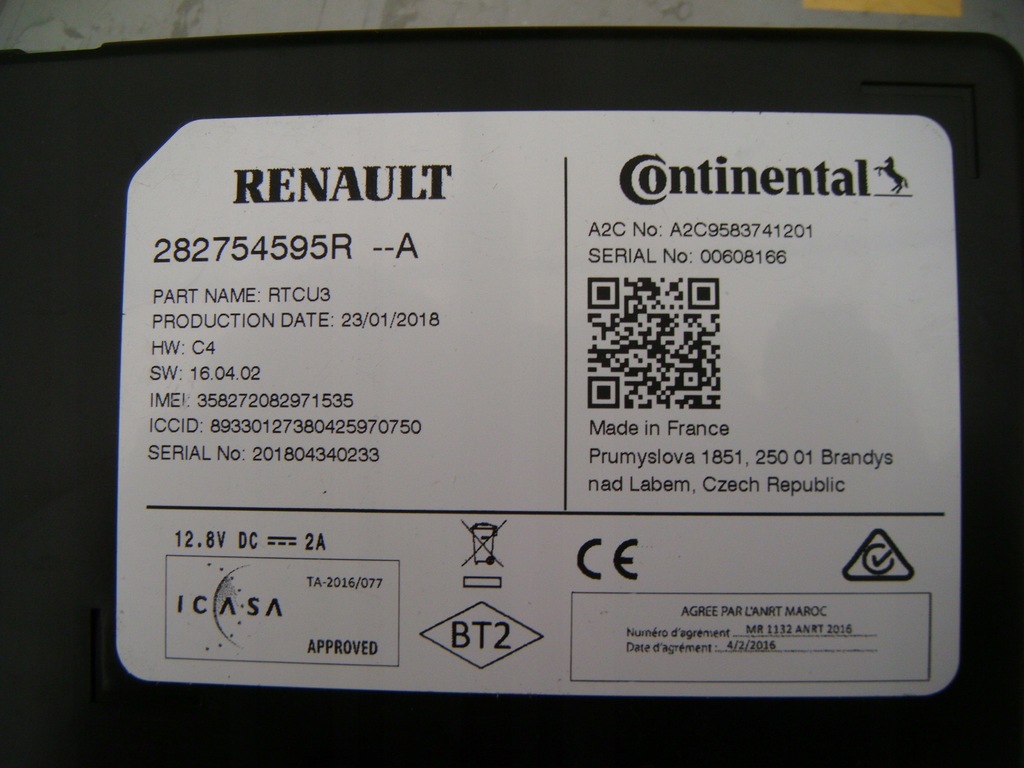 RENAULT
282754595R --A
PART NAME: RTCU3
PRODUCTION DATE: 23/01/2018
HW: C4
SW: 16.04.02
IMEI: 358272082971535
ICCID: 89330127380425970750
SERIAL No: 201804340233
Continental
A2C No: A2C9583741201
SERIAL No: 00608166
Made in France
Prumyslova 1851, 250 01 Brandys
nad Labem, Czech Republic
12.8V DC 2A
TA-2016/077
ICASA
APPROVED
BT2
CE
AGREE PAR L'ANRT MAROC
Numéro d'agrément MR 1132 ANRT 2016
Date d'agrément: 4/2/2016